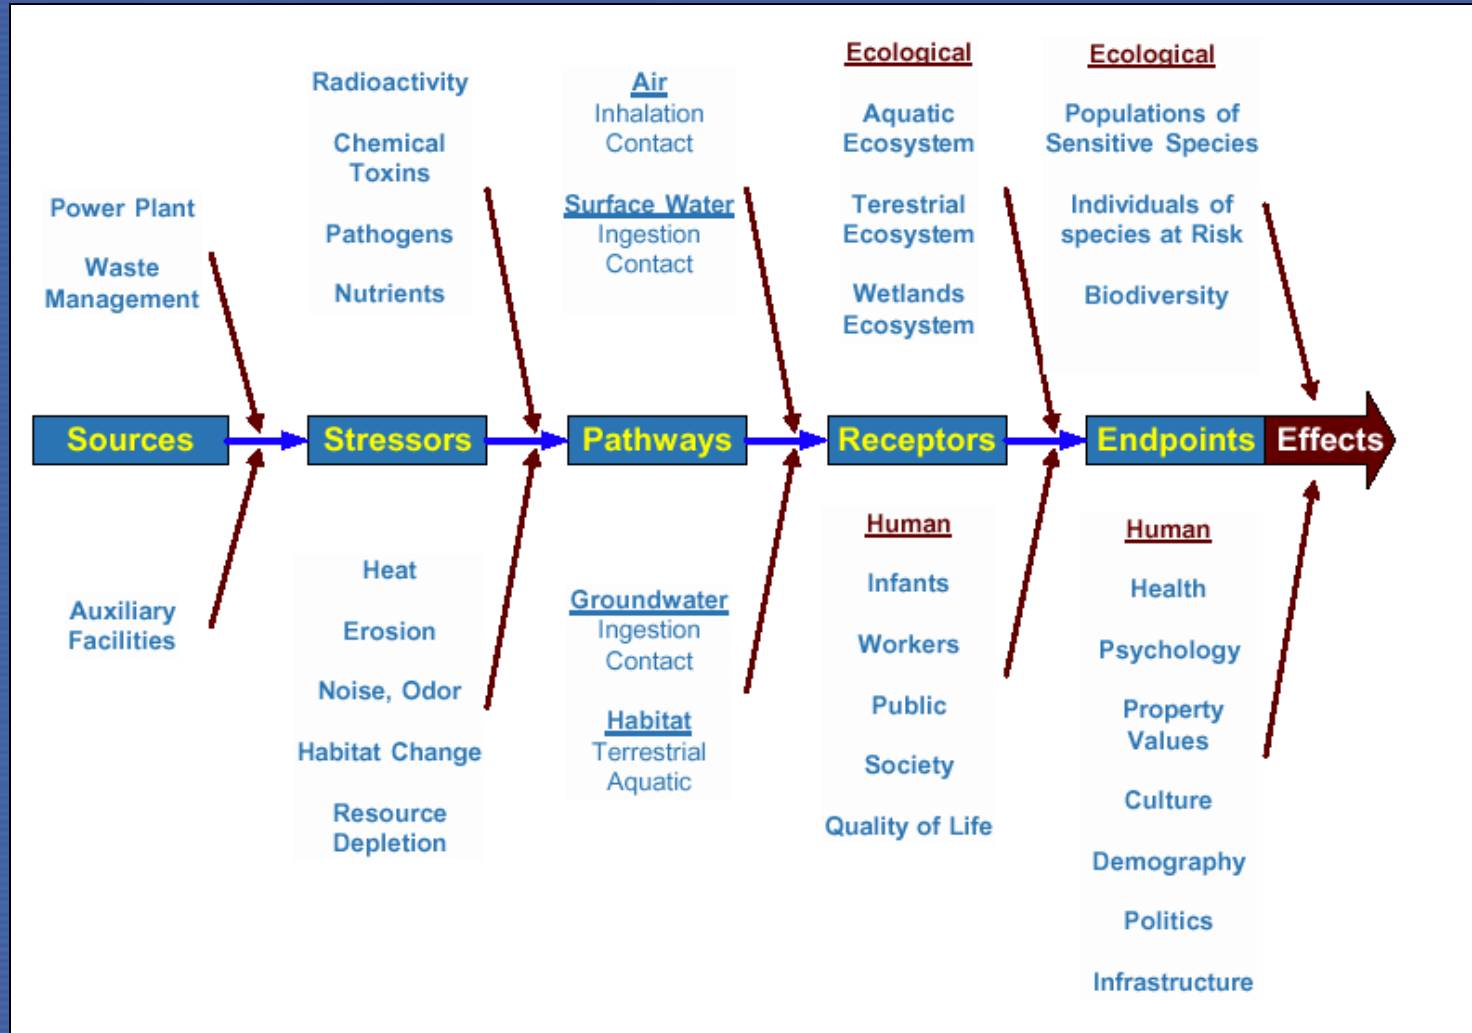 Power Plant
Waste
Management
Radioactivity
Chemical
Toxins
Pathogens
Nutrients
Air
Inhalation
Contact
Surface Water
Ingestion
Contact
Ecological
Aquatic
Ecosystem
Terestrial
Ecosystem
Wetlands
Ecosystem
Ecological
Populations of
Sensitive Species
Individuals of
species at Risk
Biodiversity
Sources
Stressors
Pathways
Receptors
Endpoints
Effects
Auxiliary
Facilities
Heat
Erosion
Noise, Odor
Habitat Change
Resource
Depletion
Groundwater
Ingestion
Contact
Habitat
Terrestrial
Aquatic
Human
Infants
Workers
Public
Society
Quality of Life
Human
Health
Psychology
Property
Values
Culture
Demography
Politics
Infrastructure